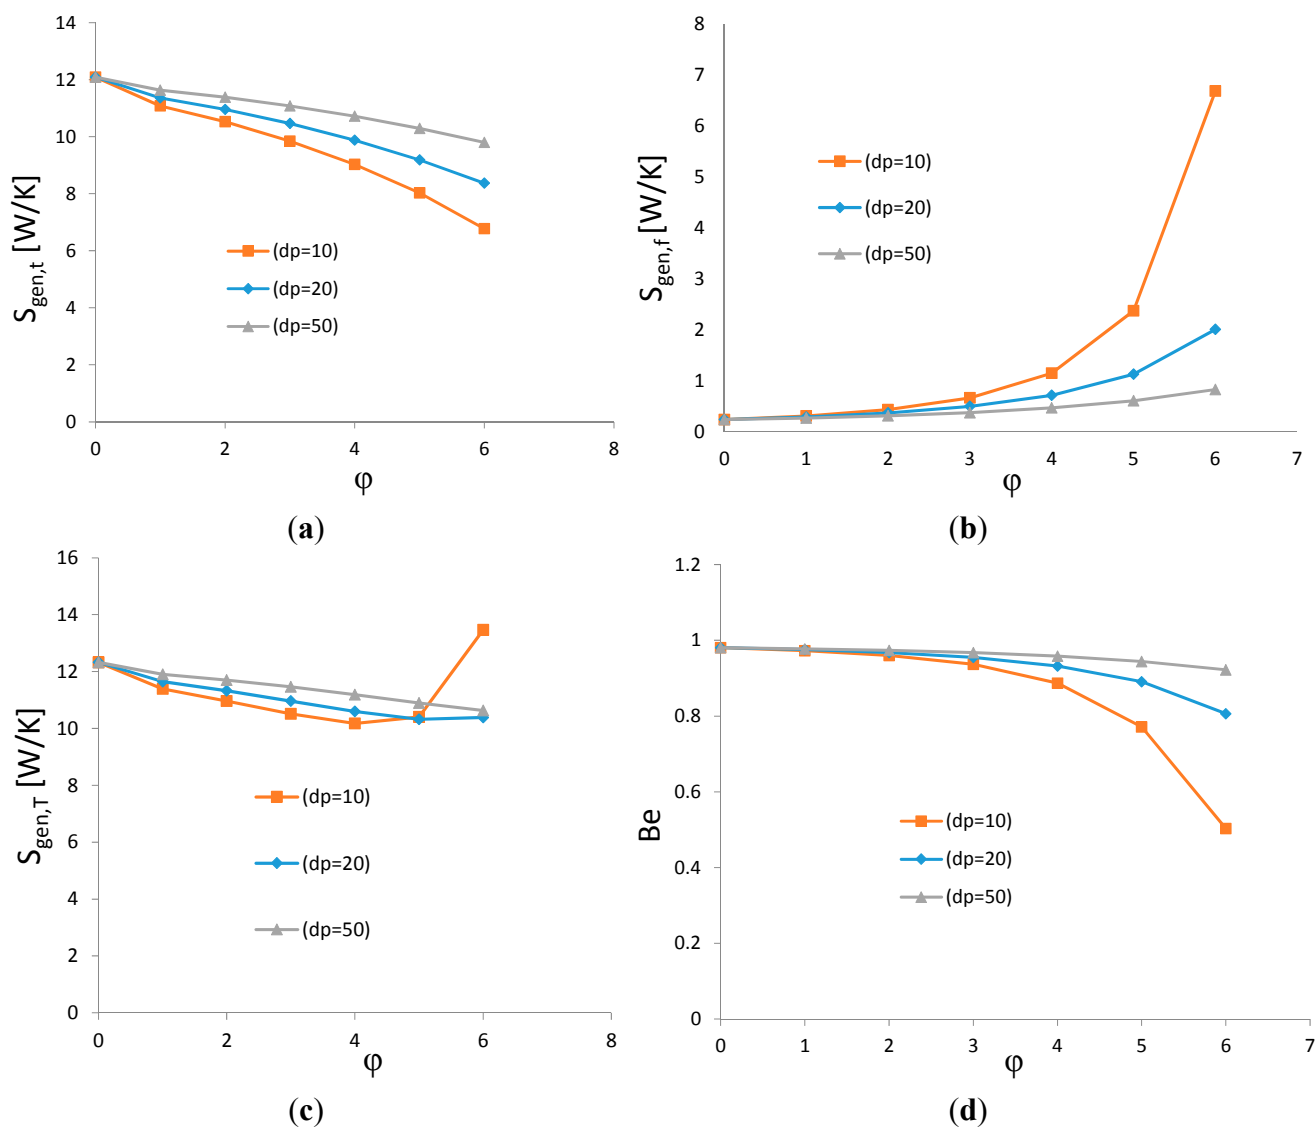 14
12
10
8
6
4
2
0
S_gen,t [W/K]
(dp=10)
(dp=20)
(dp=50)
0 2 4 6 8
φ
(a)
8
7
6
5
4
3
2
1
0
S_gen,f [W/K]
(dp=10)
(dp=20)
(dp=50)
0 1 2 3 4 5 6 7
φ
(b)
16
14
12
10
8
6
4
2
0
S_gen,T [W/K]
(dp=10)
(dp=20)
(dp=50)
0 2 4 6 8
φ
(c)
1.2
1
0.8
0.6
0.4
0.2
0
Be
(dp=10)
(dp=20)
(dp=50)
0 1 2 3 4 5 6 7
φ
(d)